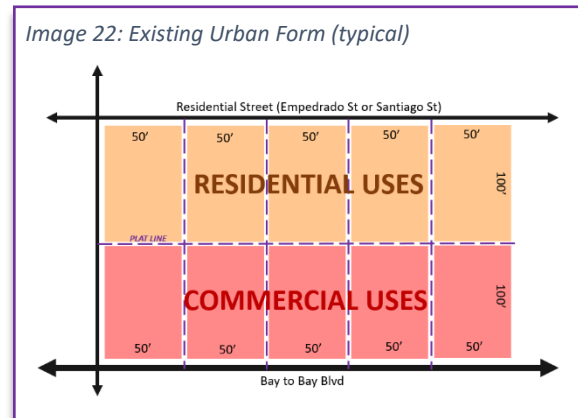 Image 22: Existing Urban Form (typical)
Residential Street (Empedrado St or Santiago St)
50’ 50’ 50’ 50’ 50’
RESIDENTIAL USES
100’
PLAT LINE
COMMERCIAL USES
100’
50’ 50’ 50’ 50’ 50’
Bay to Bay Blvd